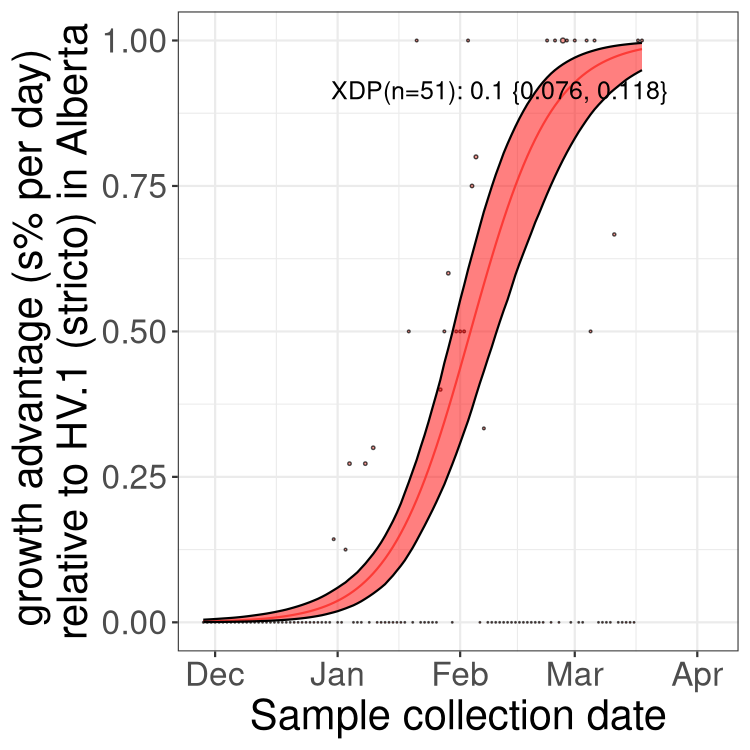 growth advantage (s% per day)
relative to HV.1 (stricto) in Alberta
1.00
0.75
0.50
0.25
0.00
XDP(n=51): 0.1 {0.076, 0.118}
Dec Jan Feb Mar Apr
Sample collection date